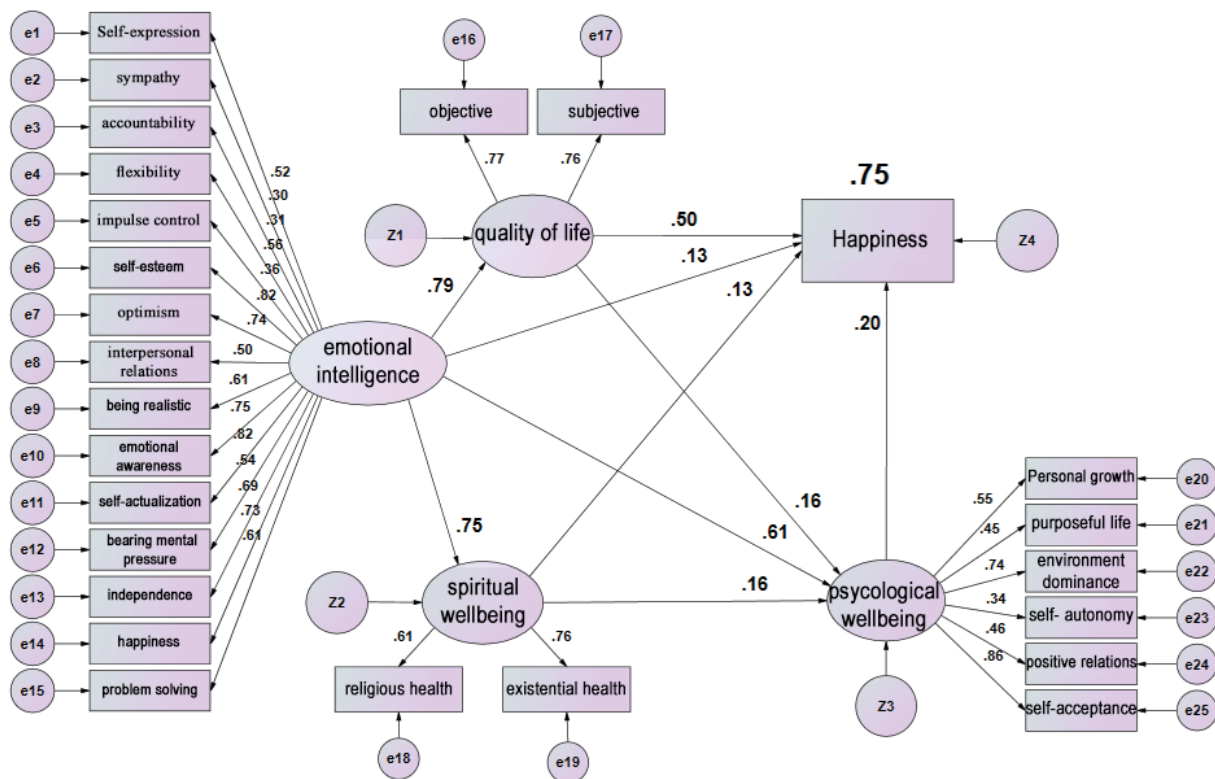 e1
Self-expression
e2
sympathy
e3
accountability
e4
flexibility
e5
impulse control
e6
self-esteem
e7
optimism
e8
interpersonal
relations
e9
being realistic
e10
emotional
awareness
e11
self-actualization
e12
bearing mental
pressure
e13
independence
e14
happiness
e15
problem solving
.52
.30
.31
.56
.36
.82
.74
.50
.61
.75
.82
.54
.69
.73
.61
emotional
intelligence
e16
e17
objective
subjective
.77
.76
Z1
quality of life
.79
.50
.13
.13
.75
Happiness
Z4
.20
.16
.61
.75
.16
Z2
spiritual
wellbeing
.61
.76
religious health
existential health
e18
e19
psycological
wellbeing
Z3
.55
.45
.74
.34
.46
.86
Personal growth
e20
purposeful life
e21
environment
dominance
e22
self- autonomy
e23
positive relations
e24
self-acceptance
e25